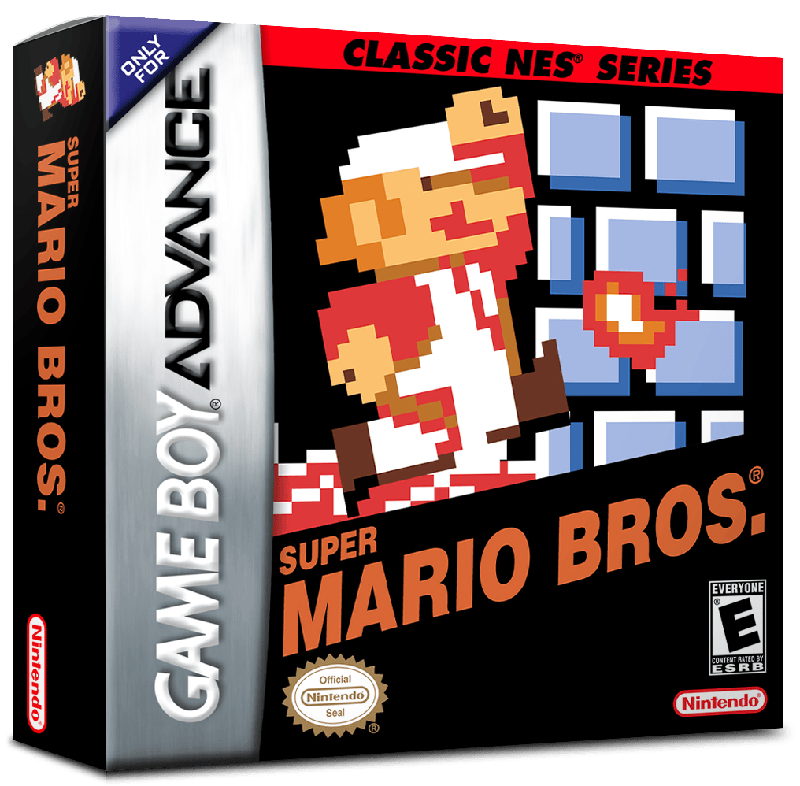 SUPER
MARIO BROS.®
Nintendo®
ONLY
FOR
GAME BOY ADVANCE
®
CLASSIC NES® SERIES
SUPER
MARIO BROS.®
Official
Nintendo
Seal
®
EVERYONE
E
®
CONTENT RATED BY
ESRB
Nintendo®